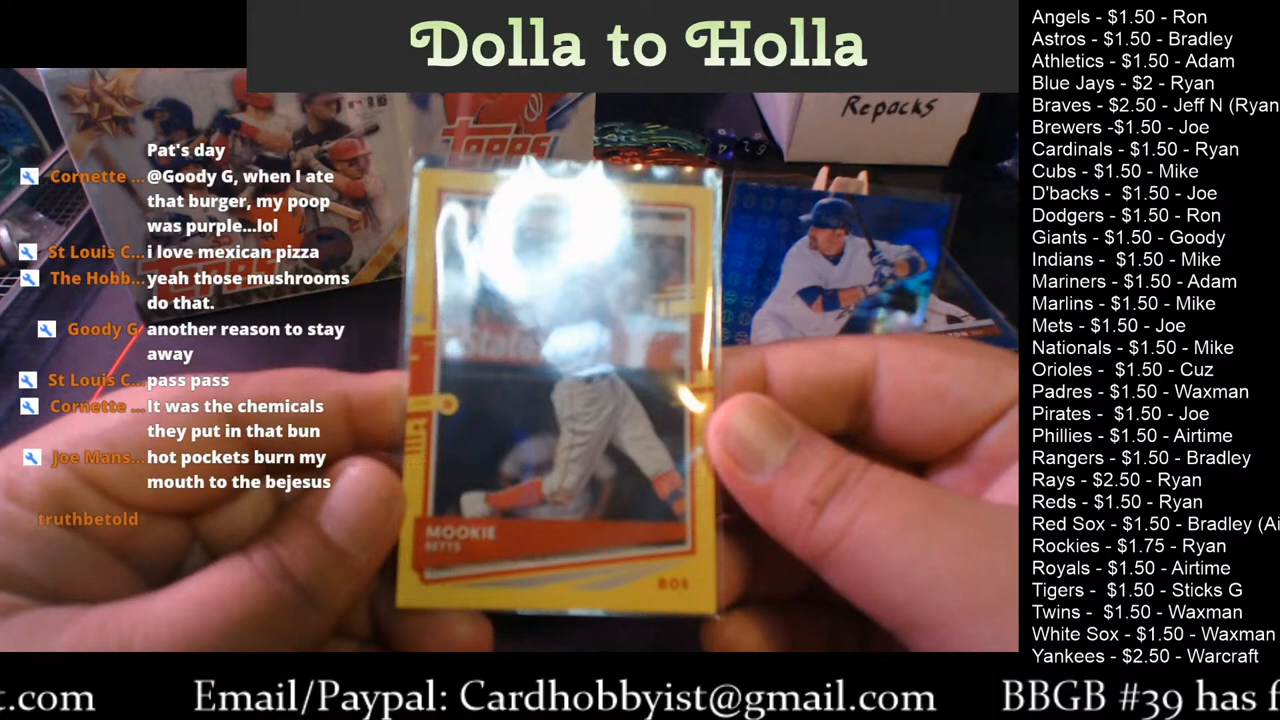 Dolla to Holla
Repacks
Topps
Pat's day
Cornette ... @Goody G, when I ate
that burger, my poop
was purple...lol
St Louis C... i love mexican pizza
The Hobb... yeah those mushrooms
do that.
Goody G another reason to stay
away
St Louis C... pass pass
Cornette ... It was the chemicals
they put in that bun
Joe Mans... hot pockets burn my
mouth to the bejesus
truthbetold
MOOKIE
BETTS
BOS
Angels - $1.50 - Ron
Astros - $1.50 - Bradley
Athletics - $1.50 - Adam
Blue Jays - $2 - Ryan
Braves - $2.50 - Jeff N (Ryan
Brewers -$1.50 - Joe
Cardinals - $1.50 - Ryan
Cubs - $1.50 - Mike
D'backs - $1.50 - Joe
Dodgers - $1.50 - Ron
Giants - $1.50 - Goody
Indians - $1.50 - Mike
Mariners - $1.50 - Adam
Marlins - $1.50 - Mike
Mets - $1.50 - Joe
Nationals - $1.50 - Mike
Orioles - $1.50 - Cuz
Padres - $1.50 - Waxman
Pirates - $1.50 - Joe
Phillies - $1.50 - Airtime
Rangers - $1.50 - Bradley
Rays - $2.50 - Ryan
Reds - $1.50 - Ryan
Red Sox - $1.50 - Bradley (Ai
Rockies - $1.75 - Ryan
Royals - $1.50 - Airtime
Tigers - $1.50 - Sticks G
Twins - $1.50 - Waxman
White Sox - $1.50 - Waxman
Yankees - $2.50 - Warcraft
t.com Email/Paypal: Cardhobbyist@gmail.com BBGB #39 has f